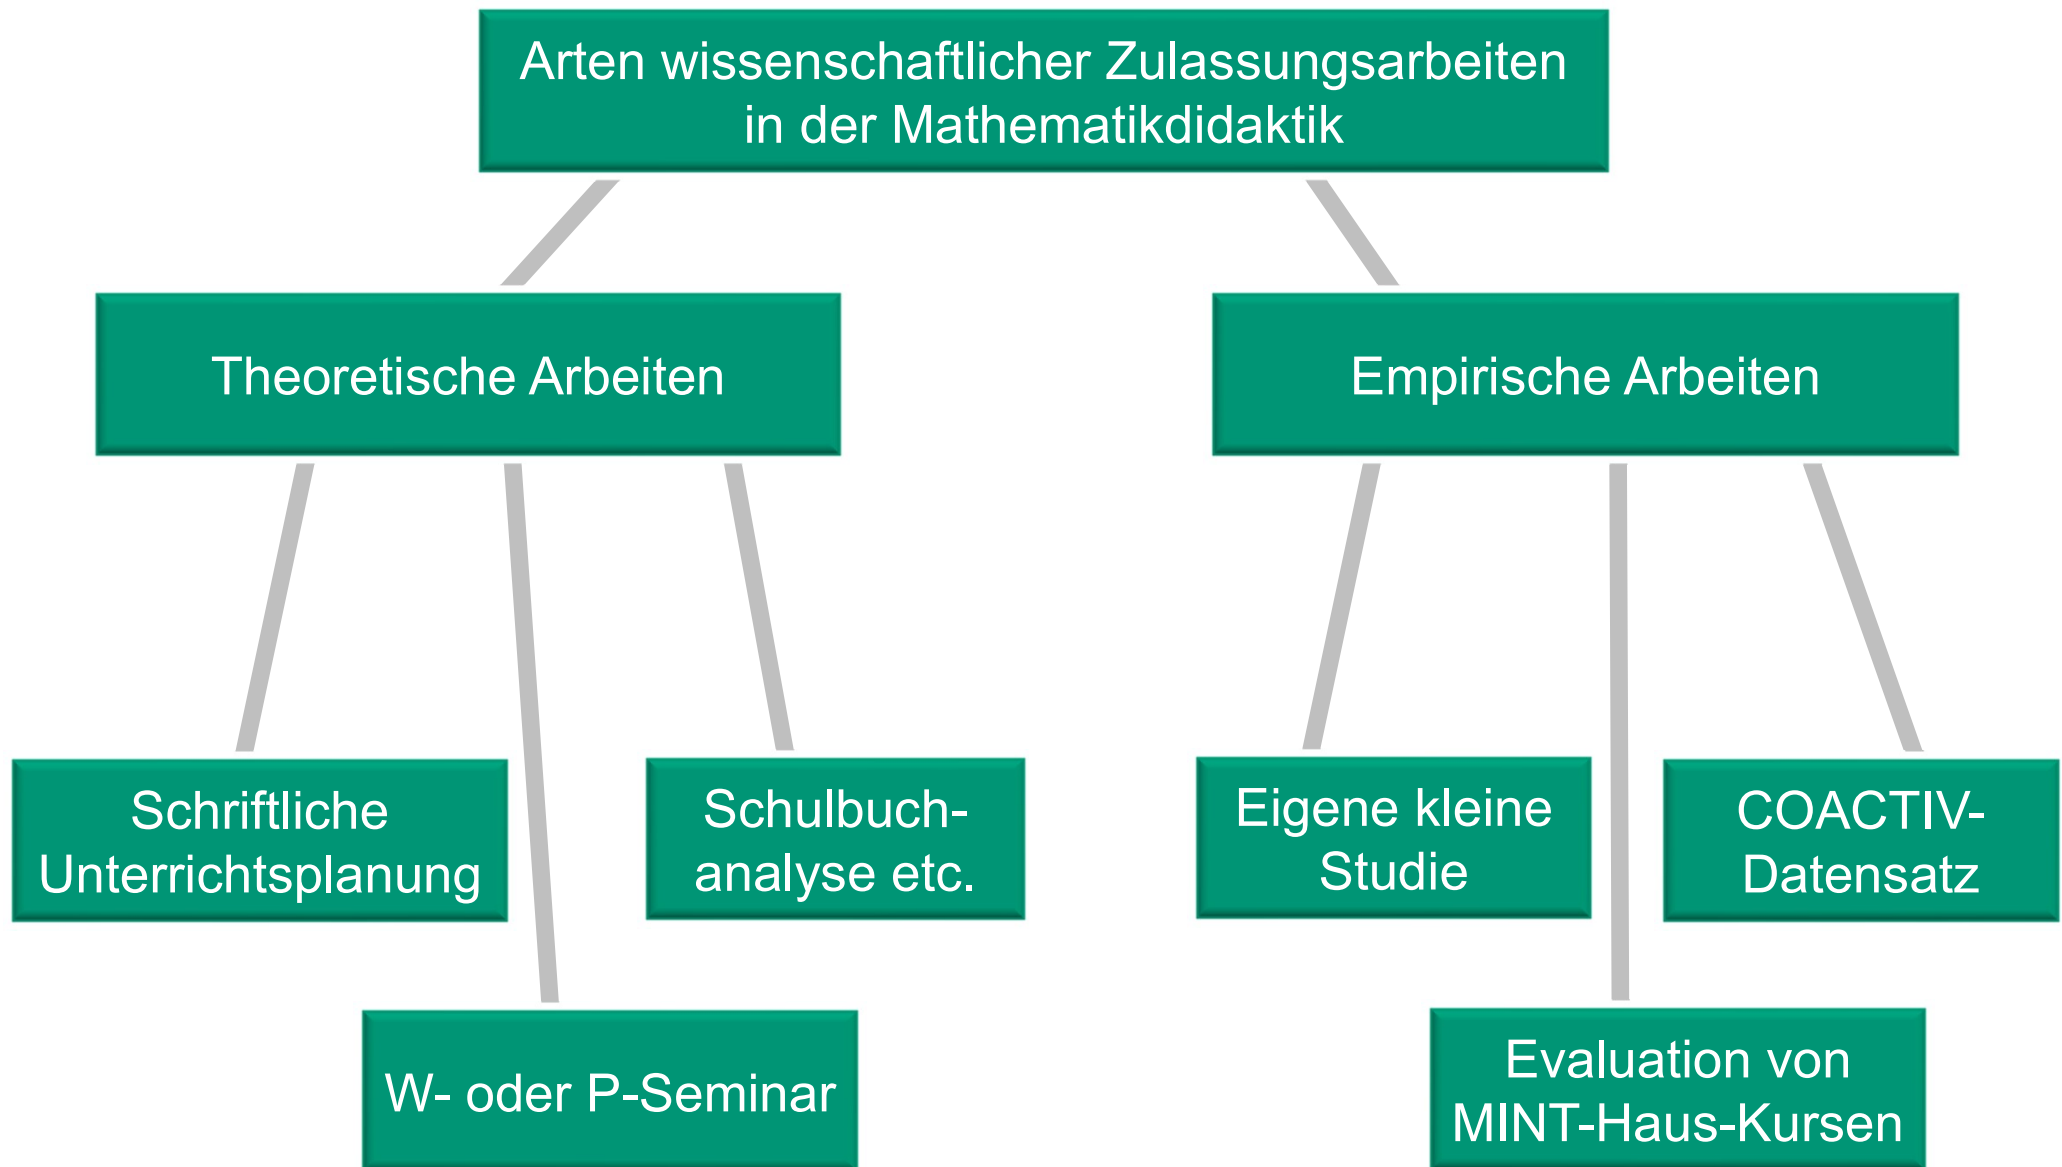 Arten wissenschaftlicher Zulassungsarbeiten
in der Mathematikdidaktik
Theoretische Arbeiten
Empirische Arbeiten
Schriftliche
Unterrichtsplanung
Schulbuch-
analyse etc.
Eigene kleine
Studie
COACTIV-
Datensatz
W- oder P-Seminar
Evaluation von
MINT-Haus-Kursen